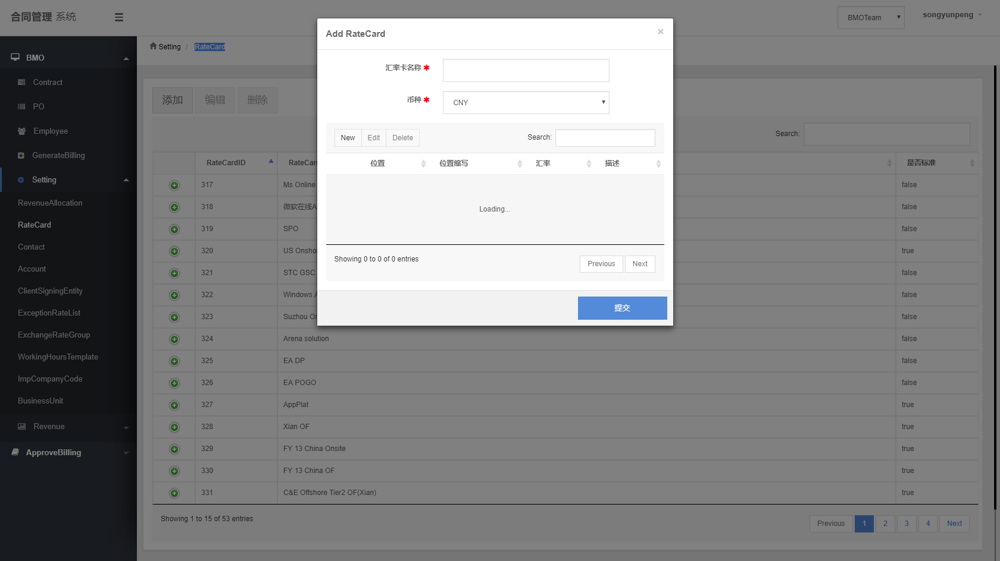 合同管理 系统
BMOTeam
songyunpeng
BMO
Contract
PO
Employee
GenerateBilling
Setting
RevenueAllocation
RateCard
Contact
Account
ClientSigningEntity
ExceptionRateList
ExchangeRateGroup
WorkingHoursTemplate
ImpCompanyCode
BusinessUnit
Revenue
ApproveBilling
Setting / RateCard
添加 编辑 删除
Search:
RateCardID RateCar 是否标准
317 Ms Online false
318 微软在线A false
319 SPO false
320 US Onsho true
321 STC GSC false
322 Windows A false
323 Suzhou On false
324 Arena solution false
325 EA DP false
326 EA POGO false
327 AppPlat true
328 Xian OF true
329 FY 13 China Onsite true
330 FY 13 China OF true
331 C&E Offshore Tier2 OF(Xian) true
Showing 1 to 15 of 53 entries
Previous 1 2 3 4 Next
Add RateCard ×
汇率卡名称 ✱
币种 ✱ CNY
New Edit Delete Search:
位置 位置缩写 汇率 描述
Loading...
Showing 0 to 0 of 0 entries
Previous Next
提交